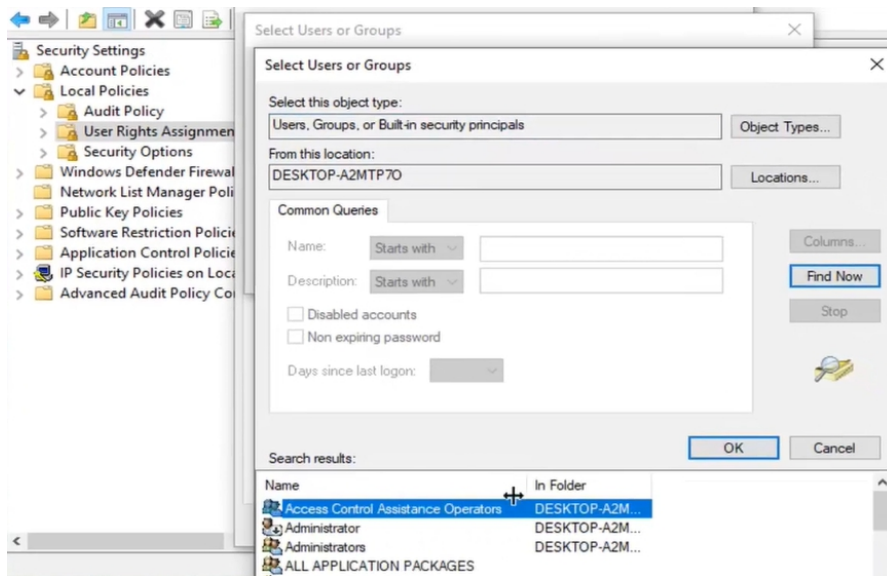 Select Users or Groups
Security Settings
Account Policies
Local Policies
Audit Policy
User Rights Assignmen
Security Options
Windows Defender Firewal
Network List Manager Poli
Public Key Policies
Software Restriction Policie
Application Control Policie
IP Security Policies on Loca
Advanced Audit Policy Co
Select Users or Groups
Select this object type:
Users, Groups, or Built-in security principals
Object Types...
From this location:
DESKTOP-A2MTP7O
Locations...
Common Queries
Name: Starts with
Columns...
Description: Starts with
Find Now
Disabled accounts
Stop
Non expiring password
Days since last logon:
OK Cancel
Search results:
Name In Folder
Access Control Assistance Operators DESKTOP-A2M...
Administrator DESKTOP-A2M...
Administrators DESKTOP-A2M...
ALL APPLICATION PACKAGES